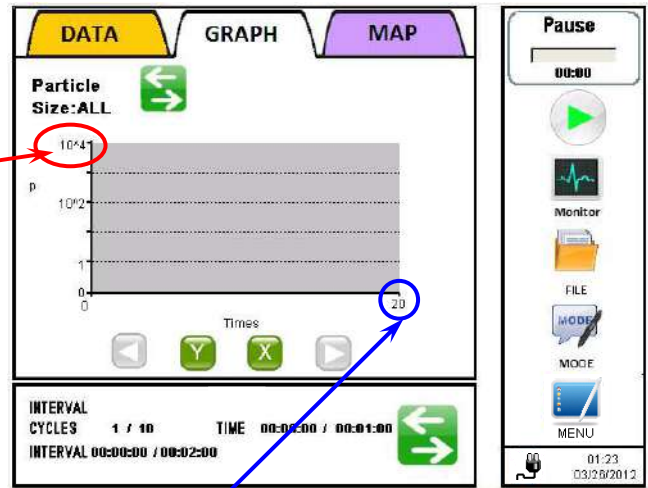 DATA GRAPH MAP
Particle
Size:ALL
10^4
p
10^2
1
0
0 20
Times
Y X
INTERVAL
CYCLES 1 / 10 TIME 00:00:00 / 00:01:00
INTERVAL 00:00:00 / 00:02:00
Pause
00:00
Monitor
FILE
MODE
MODE
MENU
01:23
03/26/2012